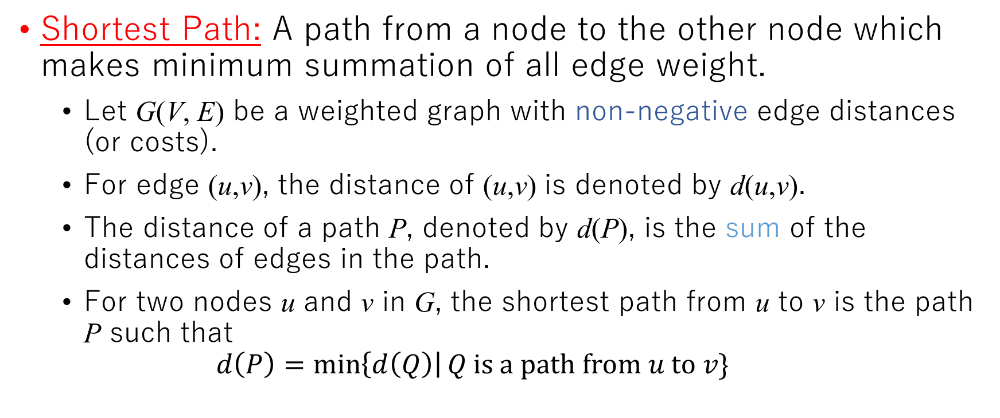 • Shortest Path: A path from a node to the other node which
makes minimum summation of all edge weight.
• Let G(V, E) be a weighted graph with non-negative edge distances
(or costs).
• For edge (u,v), the distance of (u,v) is denoted by d(u,v).
• The distance of a path P, denoted by d(P), is the sum of the
distances of edges in the path.
• For two nodes u and v in G, the shortest path from u to v is the path
P such that
d(P) = min{d(Q)| Q is a path from u to v}